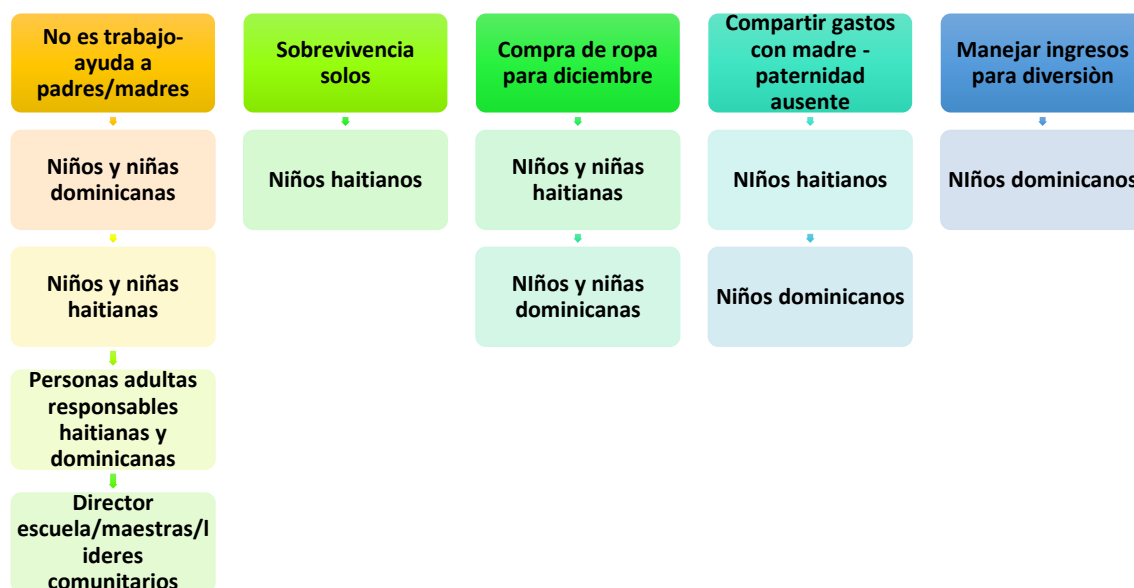 No es trabajo-
ayuda a
padres/madres
Niños y niñas
dominicanas
Niños y niñas
haitianas
Personas adultas
responsables
haitianas y
dominicanas
Director
escuela/maestras/l
ideres
comunitarios
Sobrevivencia
solos
Niños haitianos
Compra de ropa
para diciembre
NIños y niñas
haitianas
NIños y niñas
dominicanas
Compartir gastos
con madre -
paternidad
ausente
NIños haitianos
Niños dominicanos
Manejar ingresos
para diversiòn
NIños dominicanos